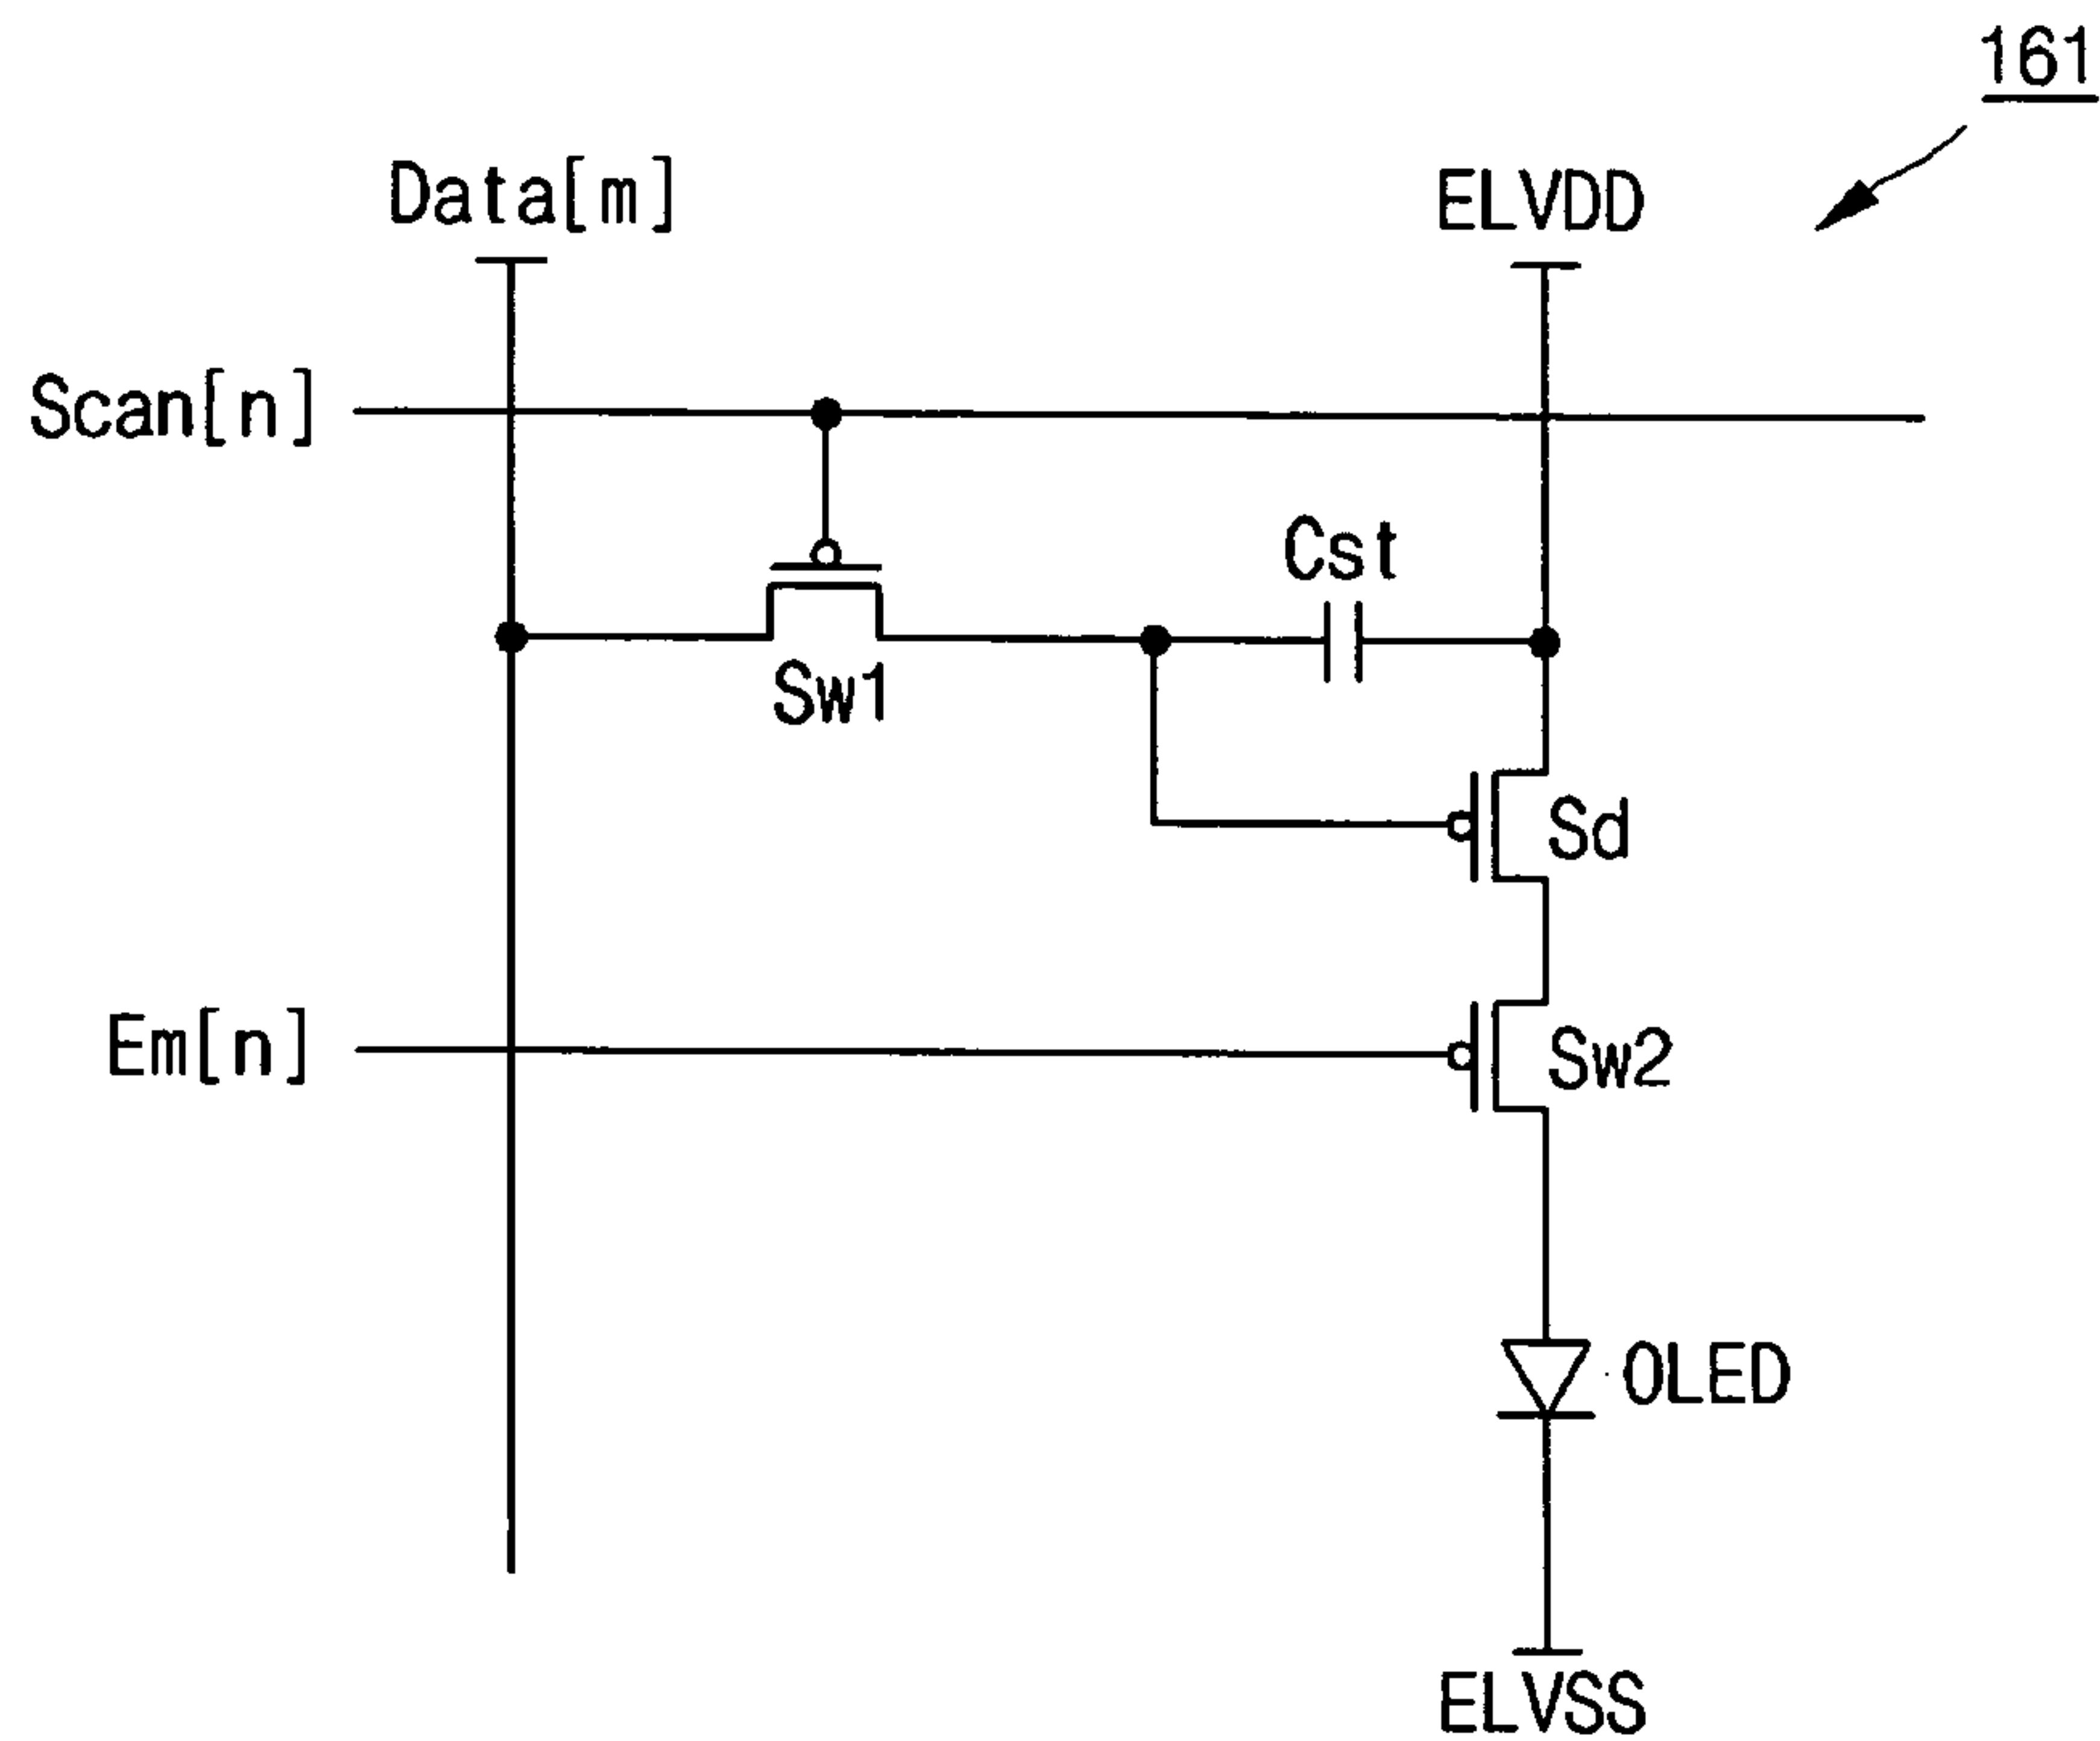 161
Data[m]
ELVDD
Scan[n]
Cst
Sw1
Sd
Em[n]
Sw2
OLED
ELVSS